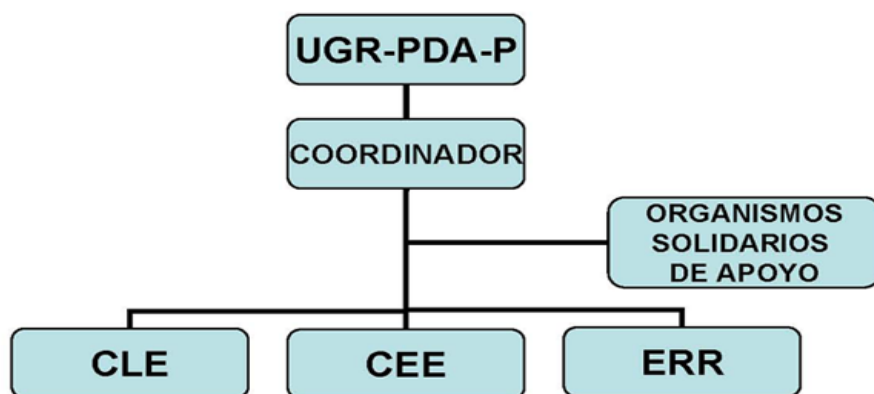 UGR-PDA-P
COORDINADOR
ORGANISMOS
SOLIDARIOS
DE APOYO
CLE
CEE
ERR